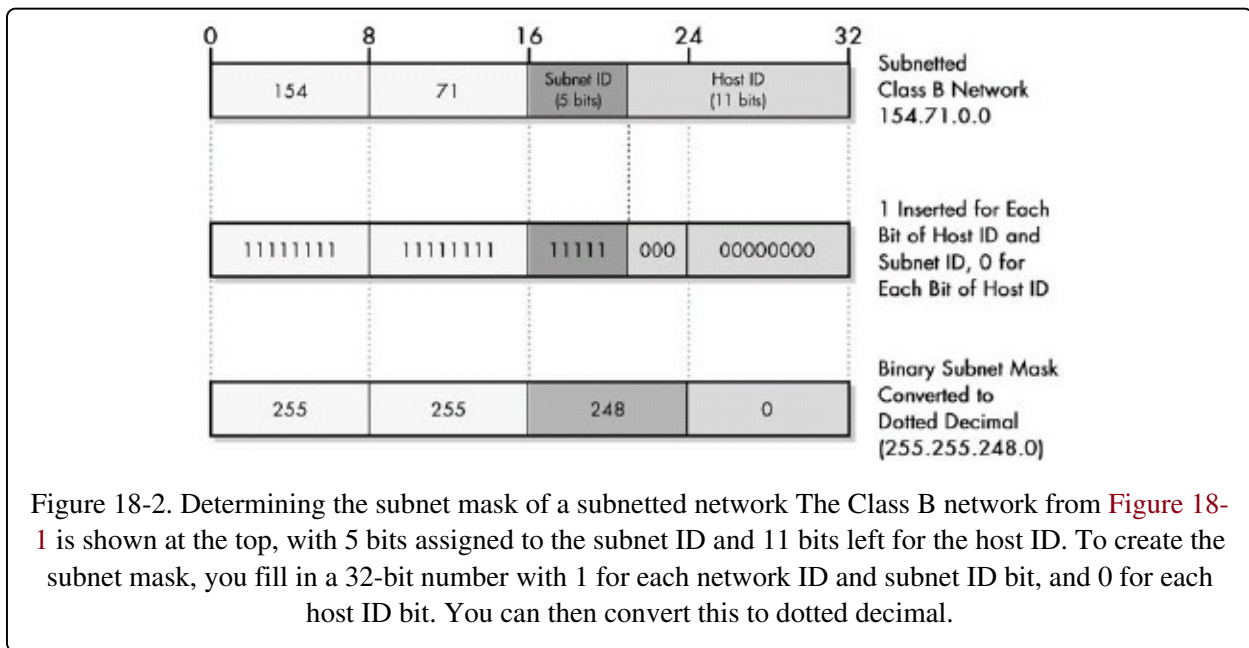 0 8 16 24 32
154 71 Subnet ID Host ID
(5 bits) (11 bits)
Subnetted
Class B Network
154.71.0.0
11111111 11111111 11111 000 00000000
1 Inserted for Each
Bit of Host ID and
Subnet ID, 0 for
Each Bit of Host ID
255 255 248 0
Binary Subnet Mask
Converted to
Dotted Decimal
(255.255.248.0)
Figure 18-2. Determining the subnet mask of a subnetted network The Class B network from Figure 18-
1 is shown at the top, with 5 bits assigned to the subnet ID and 11 bits left for the host ID. To create the
subnet mask, you fill in a 32-bit number with 1 for each network ID and subnet ID bit, and 0 for each
host ID bit. You can then convert this to dotted decimal.